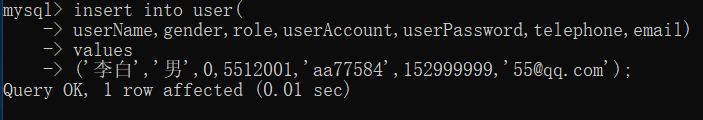 mysql> insert into user(
-> userName,gender,role,userAccount,userPassword,telephone,email)
-> values
-> ('李白','男',0,5512001,'aa77584',152999999,'55@qq.com');
Query OK, 1 row affected (0.01 sec)